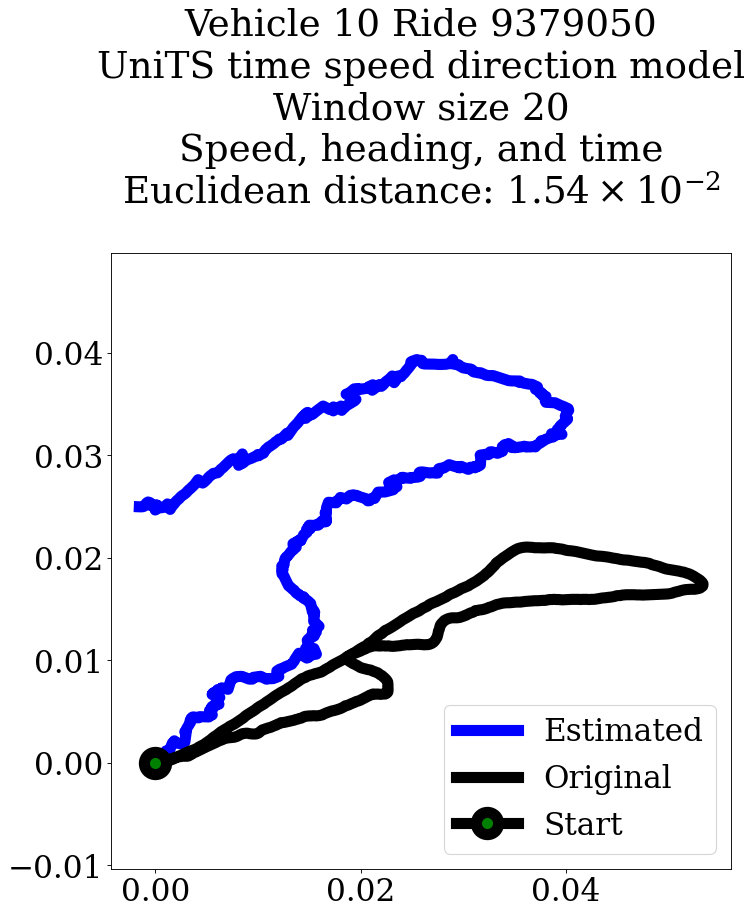 Vehicle 10 Ride 9379050
UniTS time speed direction model
Window size 20
Speed, heading, and time
Euclidean distance: 1.54 × 10⁻²
0.04
0.03
0.02
0.01
0.00
−0.01
0.00 0.02 0.04
Estimated
Original
Start